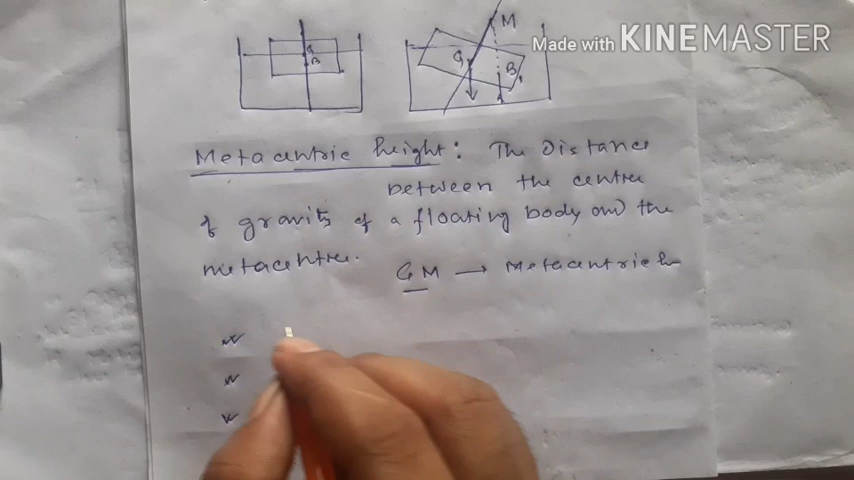 Made with KINEMASTER
M
G
G
B
B1
Metacentric height: The Distance
between the centre
of gravity of a floating body and the
metacentre. GM → Metacentric h